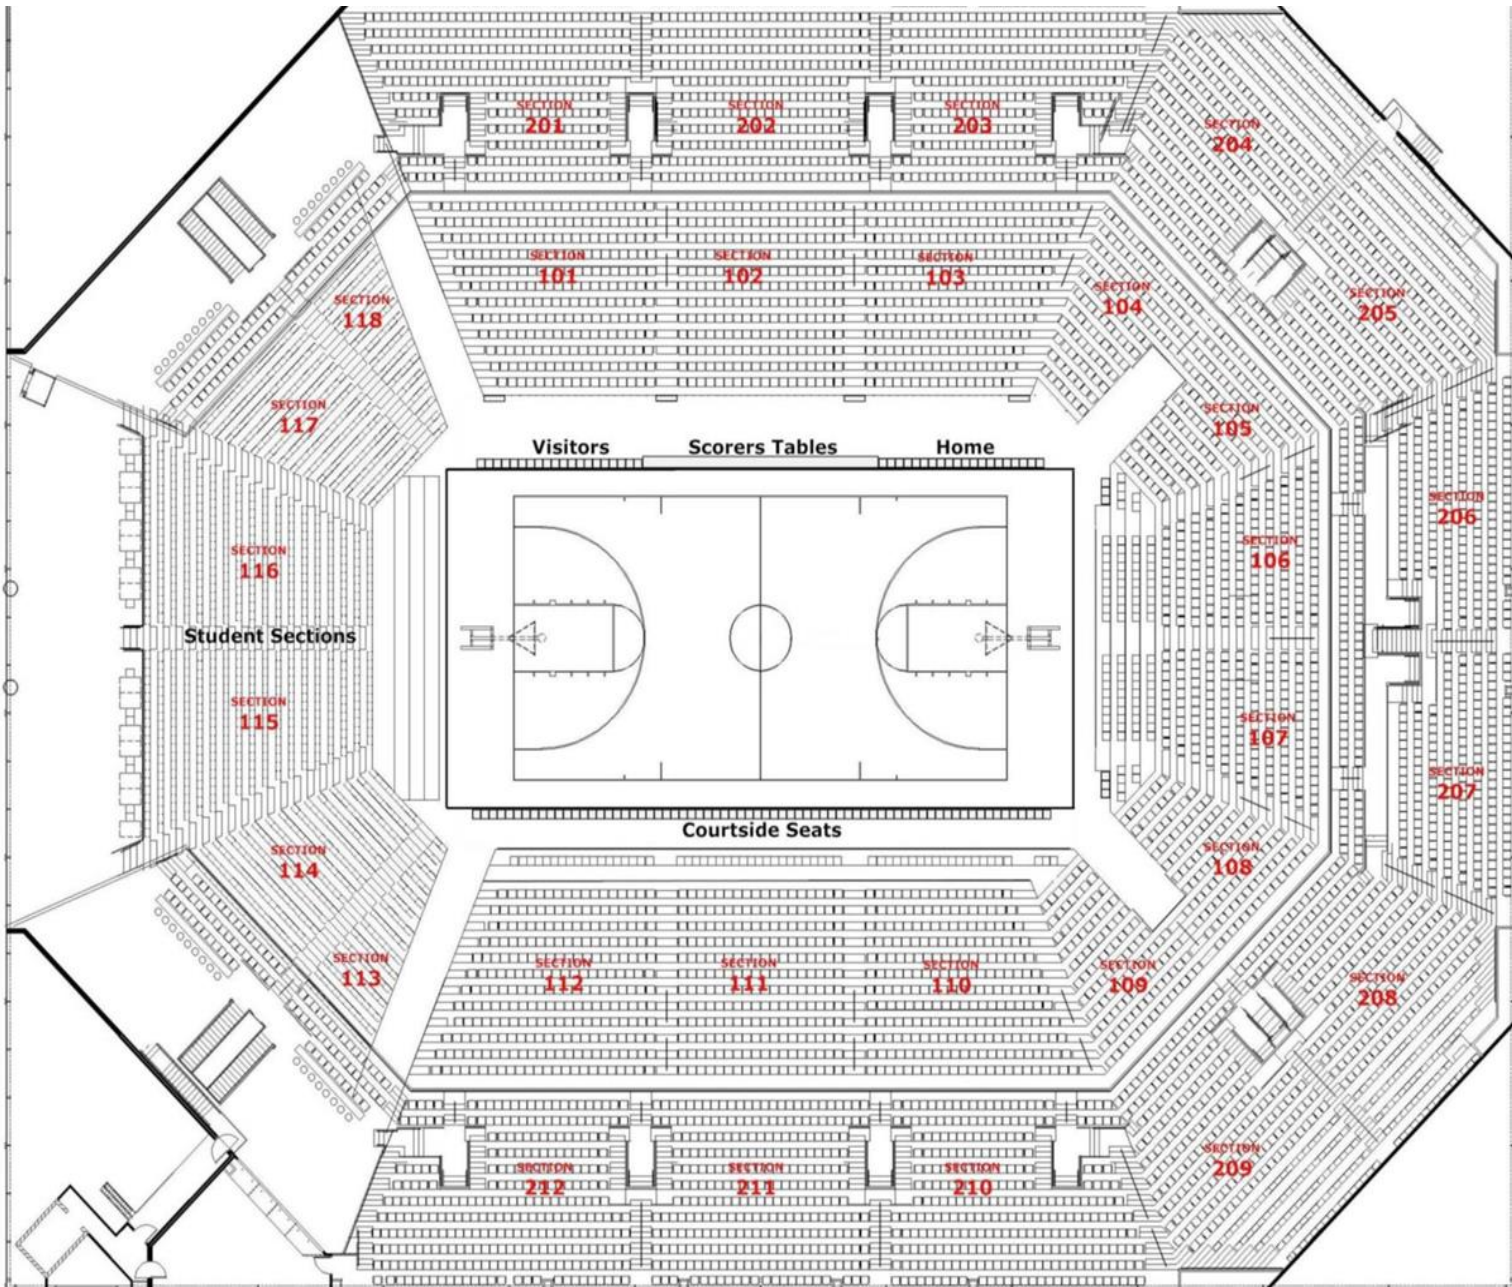 SECTION
201
SECTION
202
SECTION
203
SECTION
204
SECTION
101
SECTION
102
SECTION
103
SECTION
104
SECTION
205
SECTION
118
SECTION
117
SECTION
105
Visitors
Scorers Tables
Home
SECTION
206
SECTION
116
SECTION
106
Student Sections
SECTION
115
SECTION
107
SECTION
207
Courtside Seats
SECTION
114
SECTION
108
SECTION
113
SECTION
112
SECTION
111
SECTION
110
SECTION
109
SECTION
208
SECTION
212
SECTION
211
SECTION
210
SECTION
209